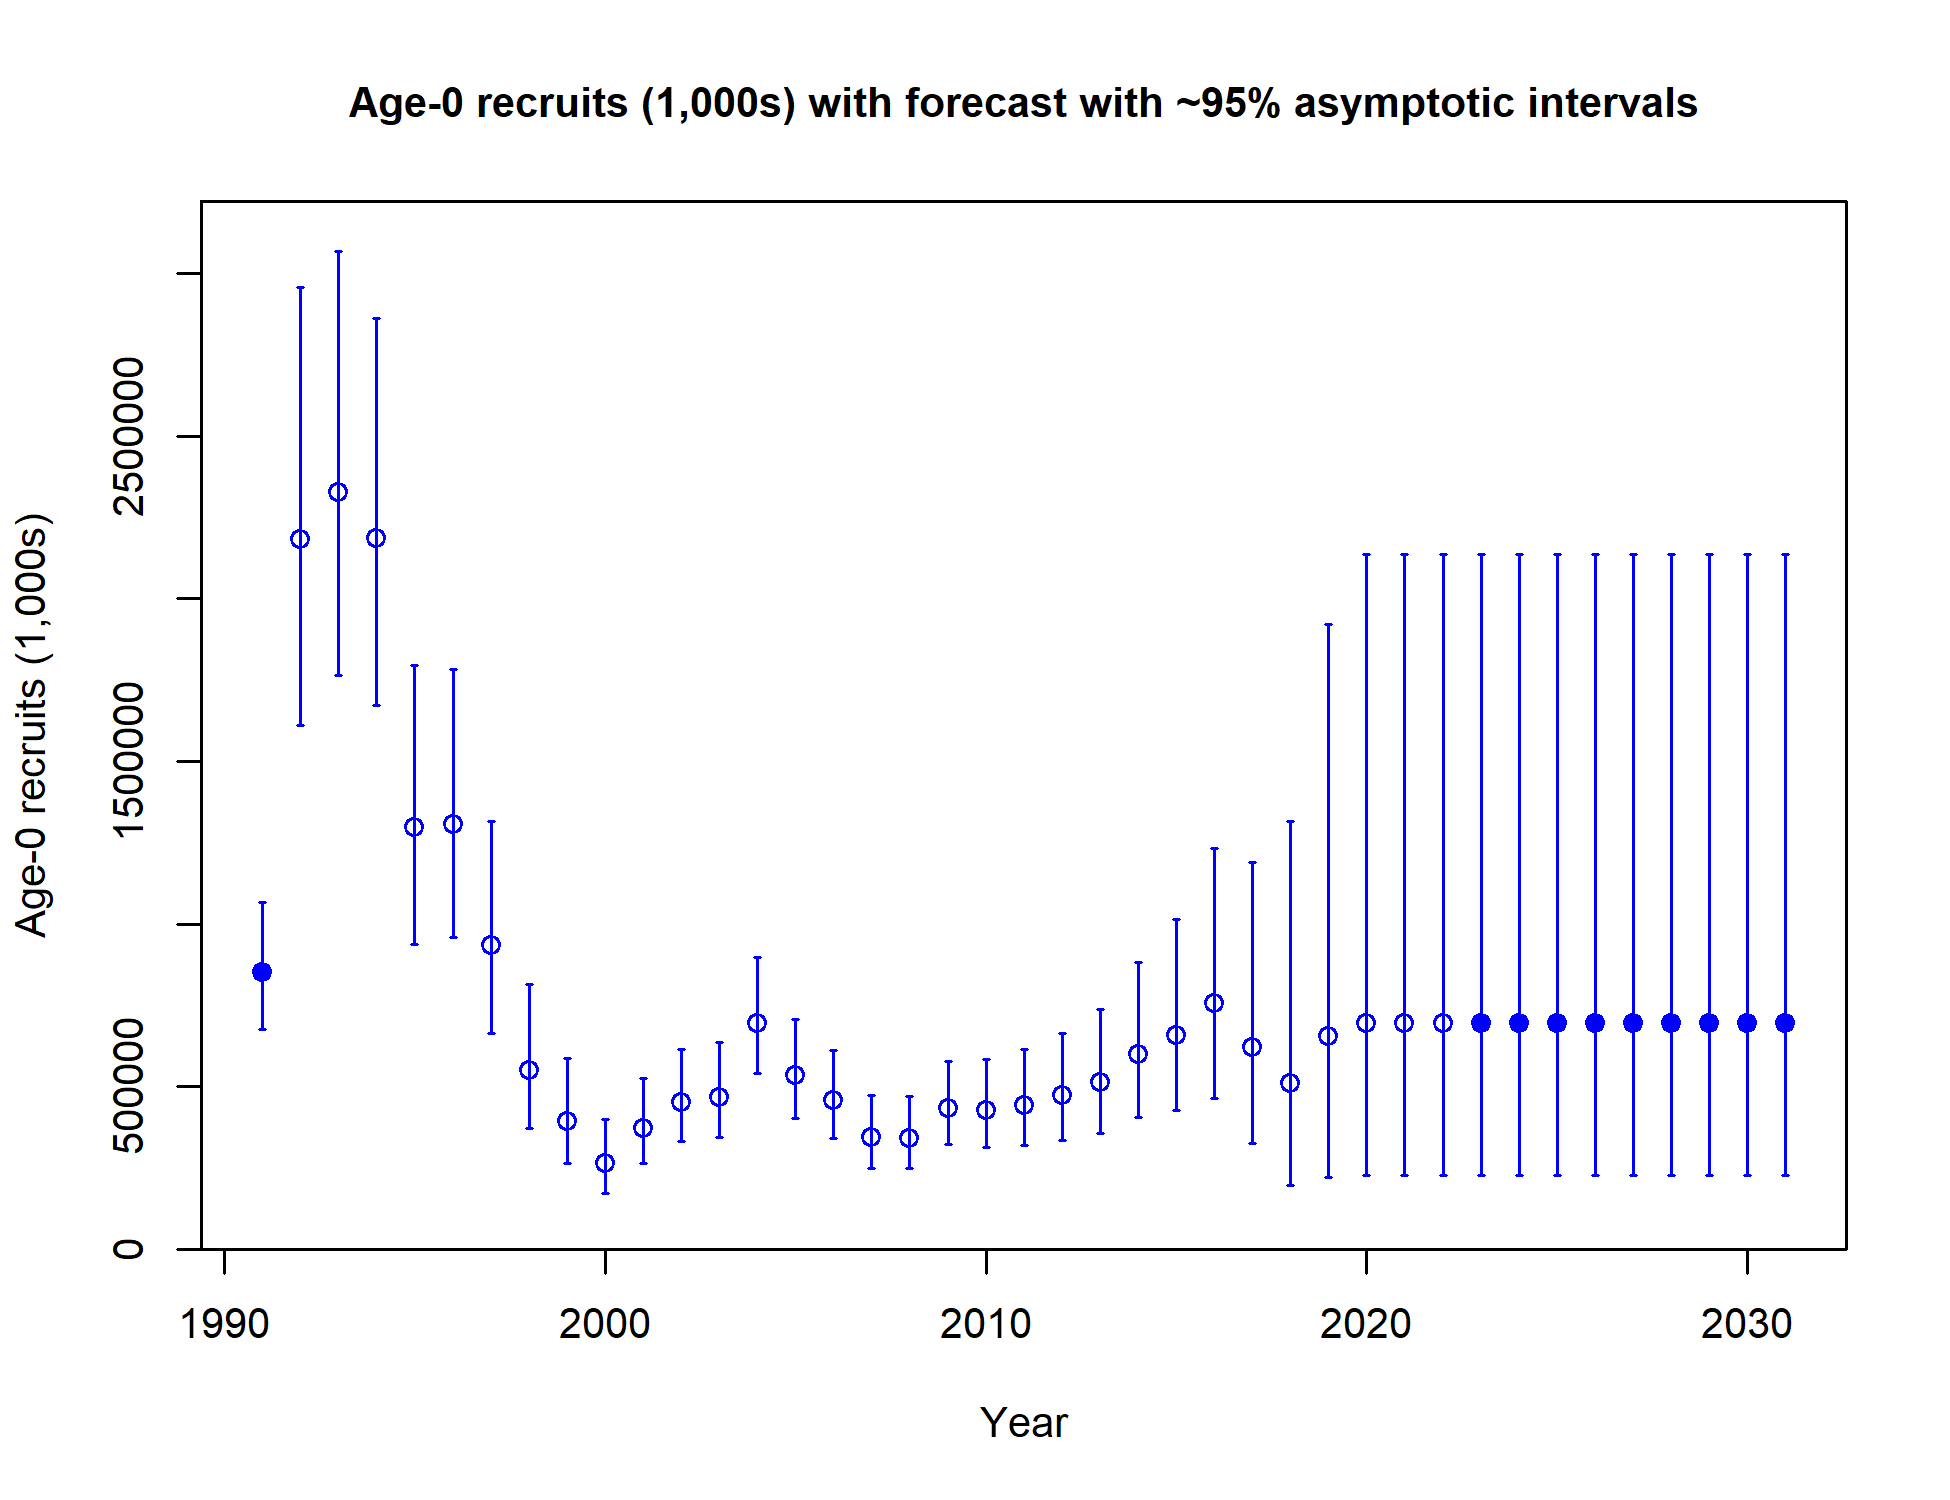 Age-0 recruits (1,000s) with forecast with ~95% asymptotic intervals
Age-0 recruits (1,000s)
2500000
1500000
500000
0
1990 2000 2010 2020 2030
Year